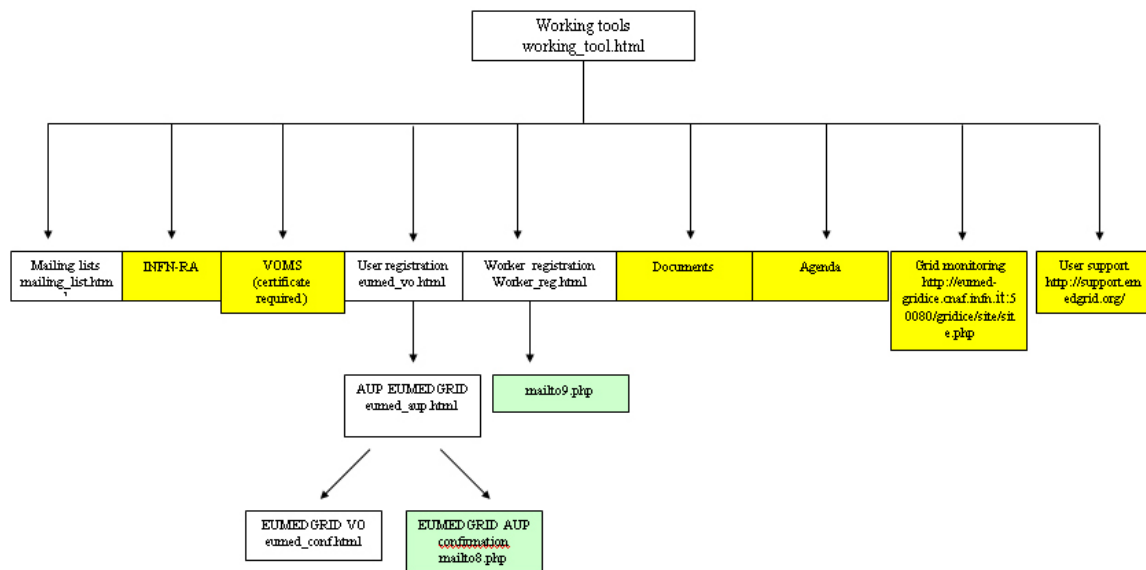 Working tools
working_tool.html
Mailing lists
mailing_list.htm
INFN-RA
VOMS
(certificate
required)
User registration
eumed_vo.html
Worker registration
Worker_reg.html
Documents
Agenda
Grid monitoring
http://eumed-
gridice.cnaf.infn.it:5
0080/gridice/site/sit
e.php
User support
http://support.eum
edgrid.org/
AUP EUMEDGRID
eumed_aup.html
mailto9.php
EUMEDGRID VO
eumed_conf.html
EUMEDGRID AUP
confirmation
mailto8.php